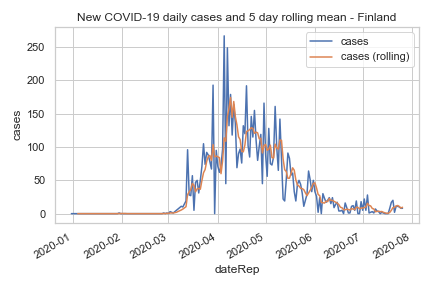 New COVID-19 daily cases and 5 day rolling mean - Finland
cases
cases (rolling)
250
200
150
100
50
0
cases
2020-01
2020-02
2020-03
2020-04
2020-05
2020-06
2020-07
2020-08
dateRep